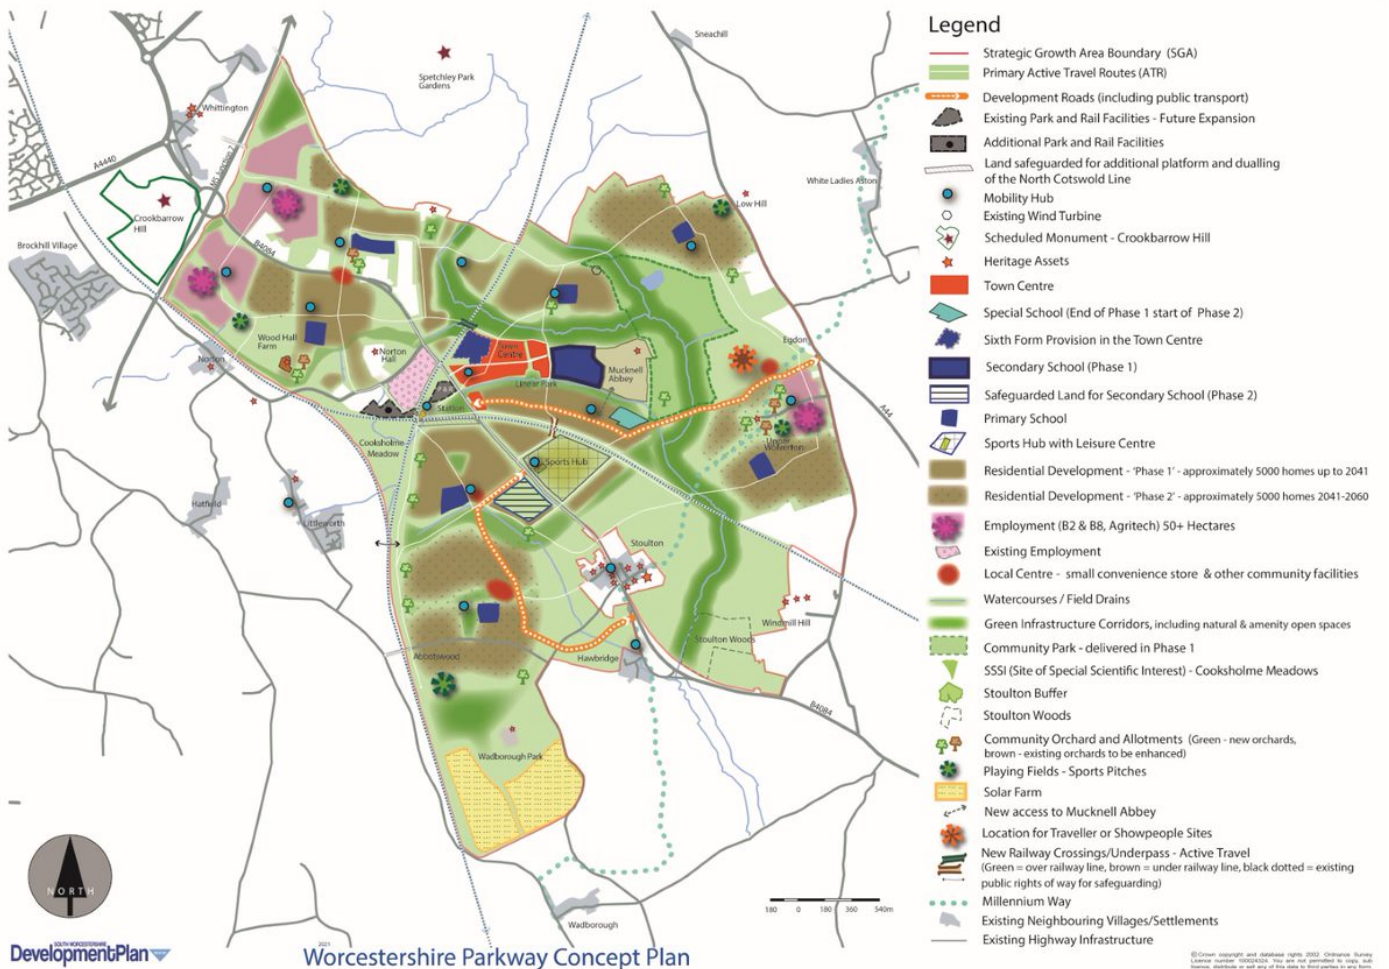 Sneachill
Spetchley Park
Gardens
Whittington
A4440
M5 Junction 7
White Ladies Aston
Low Hill
Crookbarrow
Hill
Brockhill Village
B4084
Egdon
Wood Hall
Farm
Norton
Hall
Town
Centre
Norton
Linear Park
Mucknell
Abbey
Station
A44
Cooksholme
Meadow
Upper
Wolverton
Sports Hub
Hatfield
Littleworth
Stoulton
Windmill Hill
Stoulton Woods
Abbotswood
Hawbridge
B4084
Wadborough Park
Wadborough
NORTH
180 0 180 360 540m
SOUTH WORCESTERSHIRE
DevelopmentPlan
2021
Worcestershire Parkway Concept Plan
Legend
Strategic Growth Area Boundary (SGA)
Primary Active Travel Routes (ATR)
Development Roads (including public transport)
Existing Park and Rail Facilities - Future Expansion
Additional Park and Rail Facilities
Land safeguarded for additional platform and dualling
of the North Cotswold Line
Mobility Hub
Existing Wind Turbine
Scheduled Monument - Crookbarrow Hill
Heritage Assets
Town Centre
Special School (End of Phase 1 start of Phase 2)
Sixth Form Provision in the Town Centre
Secondary School (Phase 1)
Safeguarded Land for Secondary School (Phase 2)
Primary School
Sports Hub with Leisure Centre
Residential Development - 'Phase 1' - approximately 5000 homes up to 2041
Residential Development - 'Phase 2' - approximately 5000 homes 2041-2060
Employment (B2 & B8, Agritech) 50+ Hectares
Existing Employment
Local Centre - small convenience store & other community facilities
Watercourses / Field Drains
Green Infrastructure Corridors, including natural & amenity open spaces
Community Park - delivered in Phase 1
SSSI (Site of Special Scientific Interest) - Cooksholme Meadows
Stoulton Buffer
Stoulton Woods
Community Orchard and Allotments (Green - new orchards,
brown - existing orchards to be enhanced)
Playing Fields - Sports Pitches
Solar Farm
New access to Mucknell Abbey
Location for Traveller or Showpeople Sites
New Railway Crossings/Underpass - Active Travel
(Green = over railway line, brown = under railway line, black dotted = existing
public rights of way for safeguarding)
Millennium Way
Existing Neighbouring Villages/Settlements
Existing Highway Infrastructure